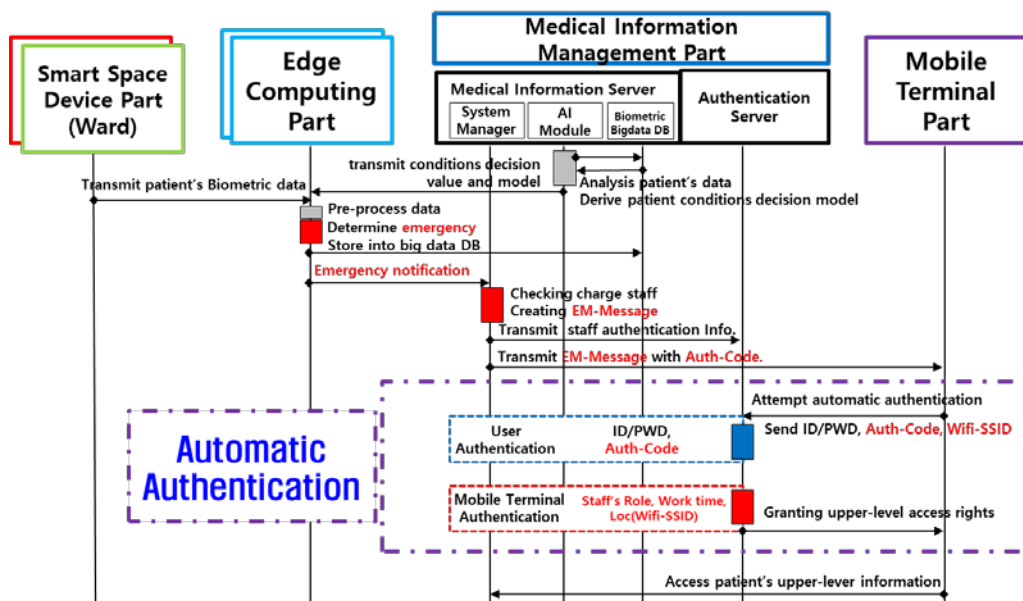 Smart Space
Device Part
(Ward)
Edge
Computing
Part
Medical Information
Management Part
Medical Information Server
System
Manager
AI
Module
Biometric
Bigdata DB
Authentication
Server
Mobile
Terminal
Part
transmit conditions decision
value and model
Analysis patient's data
Derive patient conditions decision model
Transmit patient's Biometric data
Pre-process data
Determine emergency
Store into big data DB
Emergency notification
Checking charge staff
Creating EM-Message
Transmit staff authentication Info.
Transmit EM-Message with Auth-Code.
Attempt automatic authentication
Send ID/PWD, Auth-Code, Wifi-SSID
Automatic
Authentication
User
Authentication
ID/PWD,
Auth-Code
Mobile Terminal
Authentication
Staff's Role, Work time,
Loc(Wifi-SSID)
Granting upper-level access rights
Access patient's upper-lever information